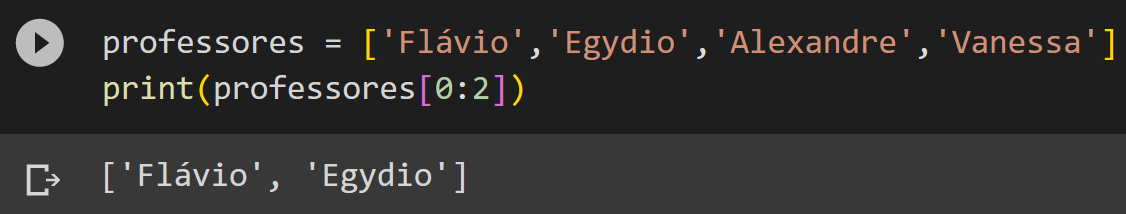 professores = ['Flávio','Egydio','Alexandre','Vanessa']
print(professores[0:2])
['Flávio', 'Egydio']